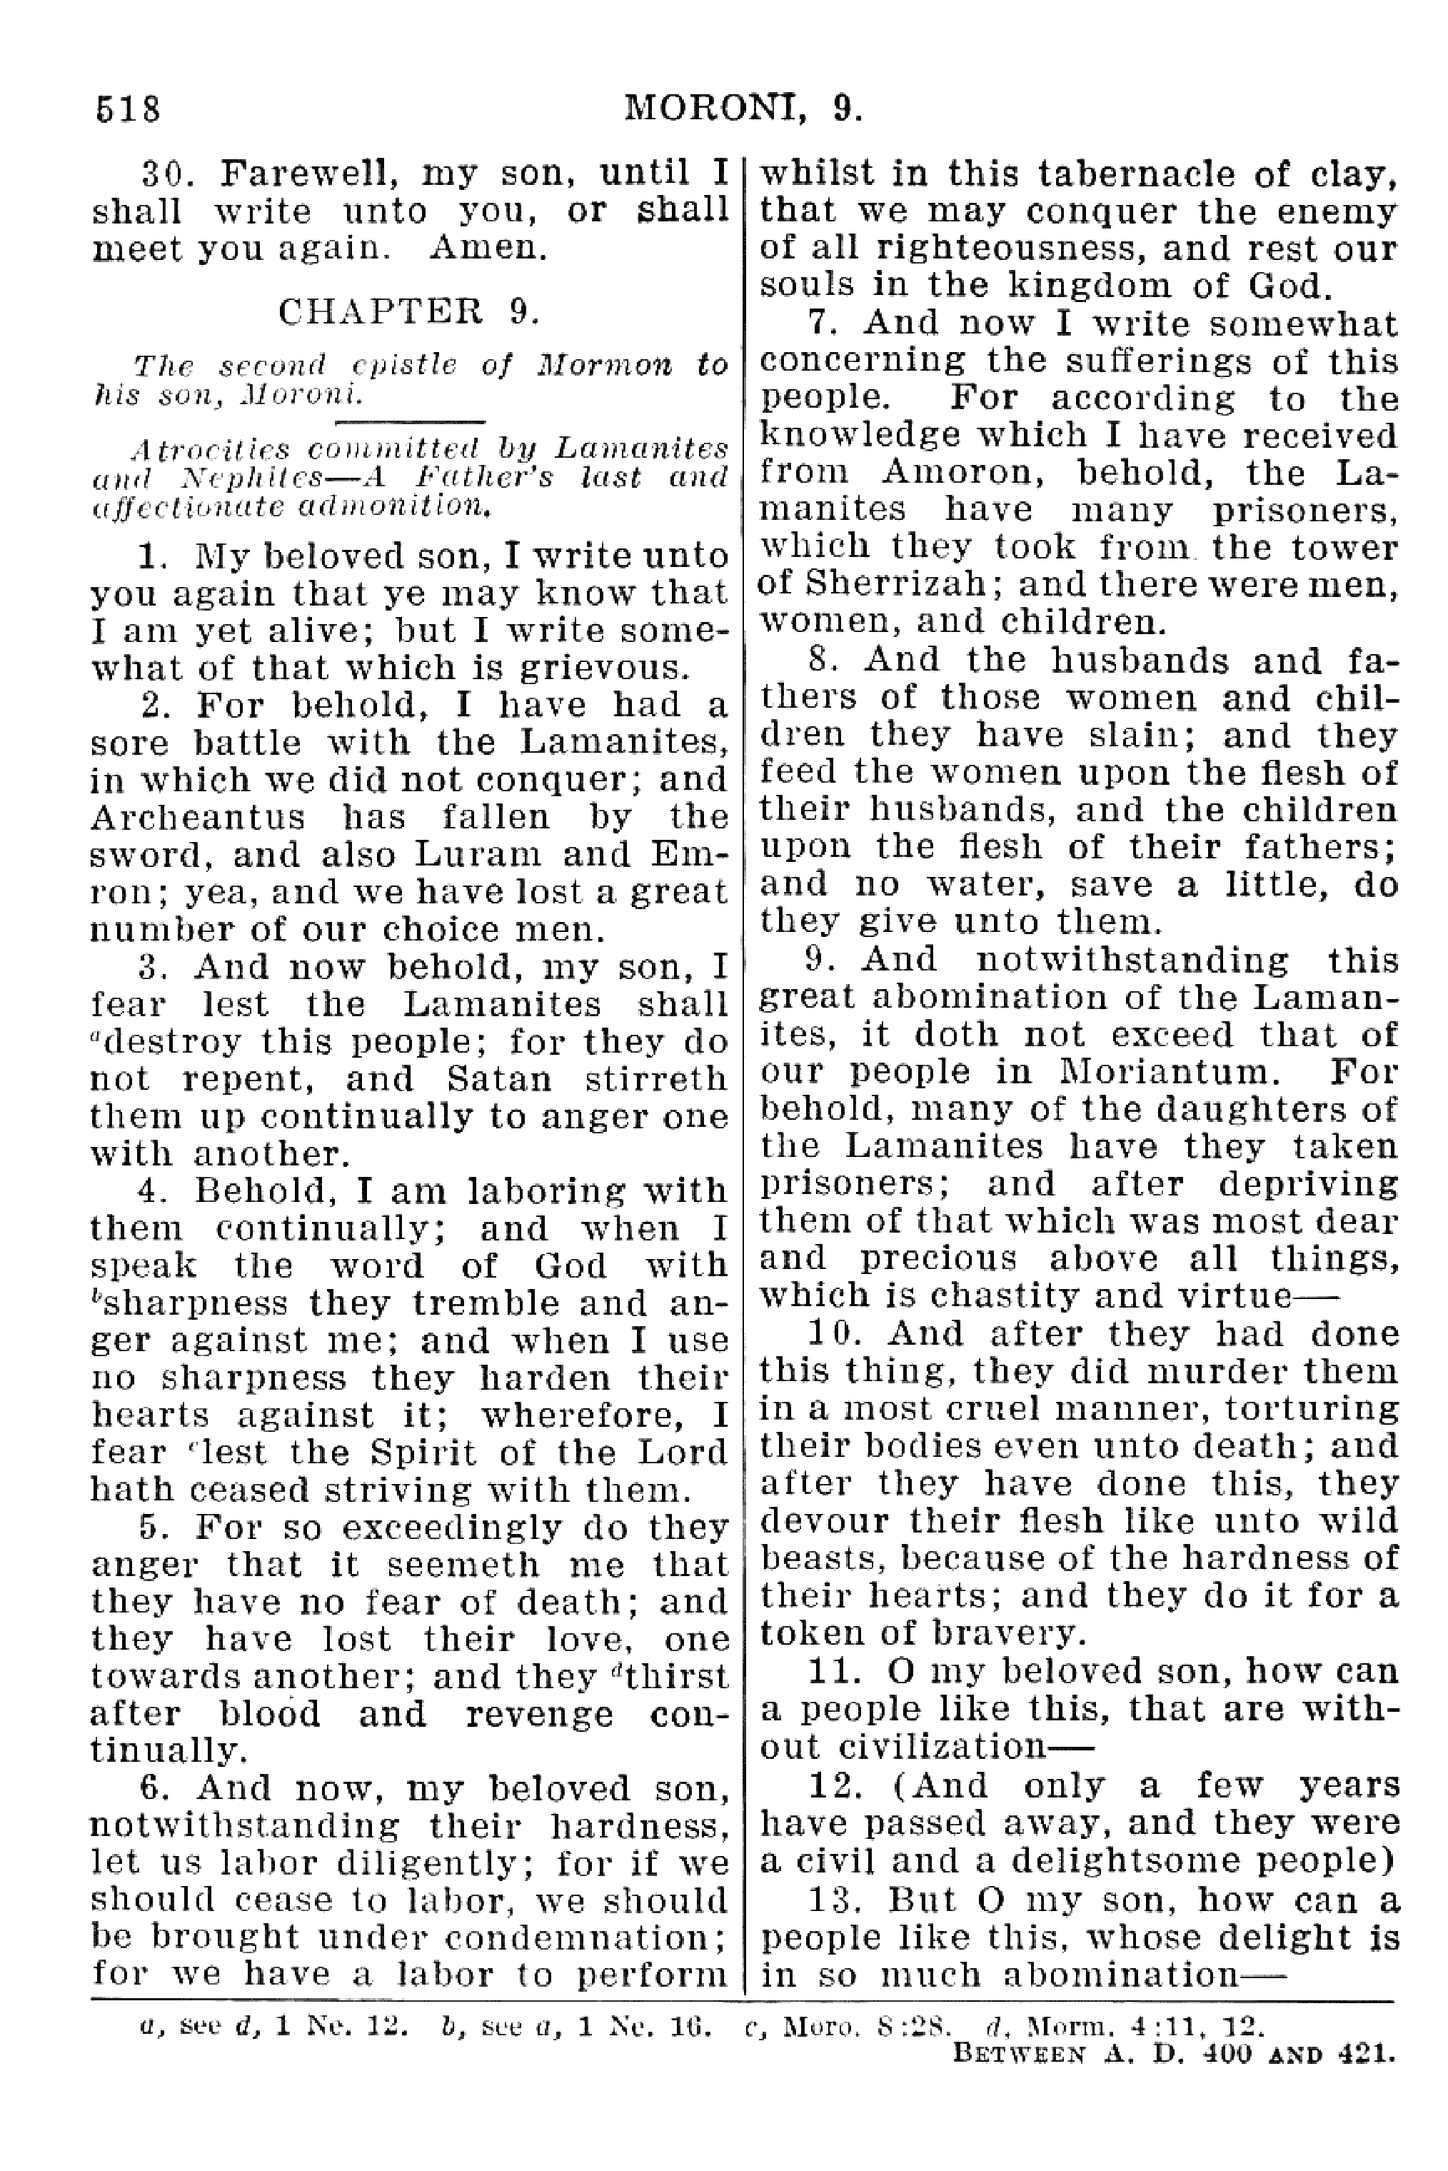 518
MORONI, 9.
30. Farewell, my son, until I
shall write unto you, or shall
meet you again. Amen.
CHAPTER 9.
The second epistle of Mormon to
his son, Moroni.
Atrocities committed by Lamanites
and Nephites—A Father's last and
affectionate admonition.
1. My beloved son, I write unto
you again that ye may know that
I am yet alive; but I write some-
what of that which is grievous.
2. For behold, I have had a
sore battle with the Lamanites,
in which we did not conquer; and
Archeantus has fallen by the
sword, and also Luram and Em-
ron; yea, and we have lost a great
number of our choice men.
3. And now behold, my son, I
fear lest the Lamanites shall
adestroy this people; for they do
not repent, and Satan stirreth
them up continually to anger one
with another.
4. Behold, I am laboring with
them continually; and when I
speak the word of God with
bsharpness they tremble and an-
ger against me; and when I use
no sharpness they harden their
hearts against it; wherefore, I
fear clest the Spirit of the Lord
hath ceased striving with them.
5. For so exceedingly do they
anger that it seemeth me that
they have no fear of death; and
they have lost their love, one
towards another; and they dthirst
after blood and revenge con-
tinually.
6. And now, my beloved son,
notwithstanding their hardness,
let us labor diligently; for if we
should cease to labor, we should
be brought under condemnation;
for we have a labor to perform
whilst in this tabernacle of clay,
that we may conquer the enemy
of all righteousness, and rest our
souls in the kingdom of God.
7. And now I write somewhat
concerning the sufferings of this
people. For according to the
knowledge which I have received
from Amoron, behold, the La-
manites have many prisoners,
which they took from the tower
of Sherrizah; and there were men,
women, and children.
8. And the husbands and fa-
thers of those women and chil-
dren they have slain; and they
feed the women upon the flesh of
their husbands, and the children
upon the flesh of their fathers;
and no water, save a little, do
they give unto them.
9. And notwithstanding this
great abomination of the Laman-
ites, it doth not exceed that of
our people in Moriantum. For
behold, many of the daughters of
the Lamanites have they taken
prisoners; and after depriving
them of that which was most dear
and precious above all things,
which is chastity and virtue—
10. And after they had done
this thing, they did murder them
in a most cruel manner, torturing
their bodies even unto death; and
after they have done this, they
devour their flesh like unto wild
beasts, because of the hardness of
their hearts; and they do it for a
token of bravery.
11. O my beloved son, how can
a people like this, that are with-
out civilization—
12. (And only a few years
have passed away, and they were
a civil and a delightsome people)
13. But O my son, how can a
people like this, whose delight is
in so much abomination—
a, see d, 1 Ne. 12. b, see a, 1 Ne. 16. c, Moro. 8:28. d, Morm. 4:11, 12.
BETWEEN A. D. 400 AND 421.